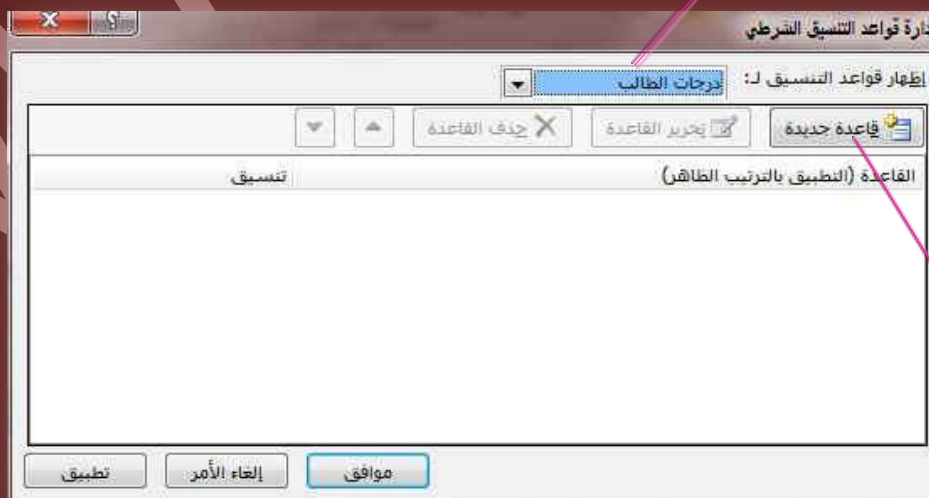 دارة قواعد التنسيق الشرطي
إظهار قواعد التنسيق لـ: درجات الطالب
قاعدة جديدة تحرير القاعدة حذف القاعدة
القاعدة (التطبيق بالترتيب الظاهر) تنسيق
موافق إلغاء الأمر تطبيق